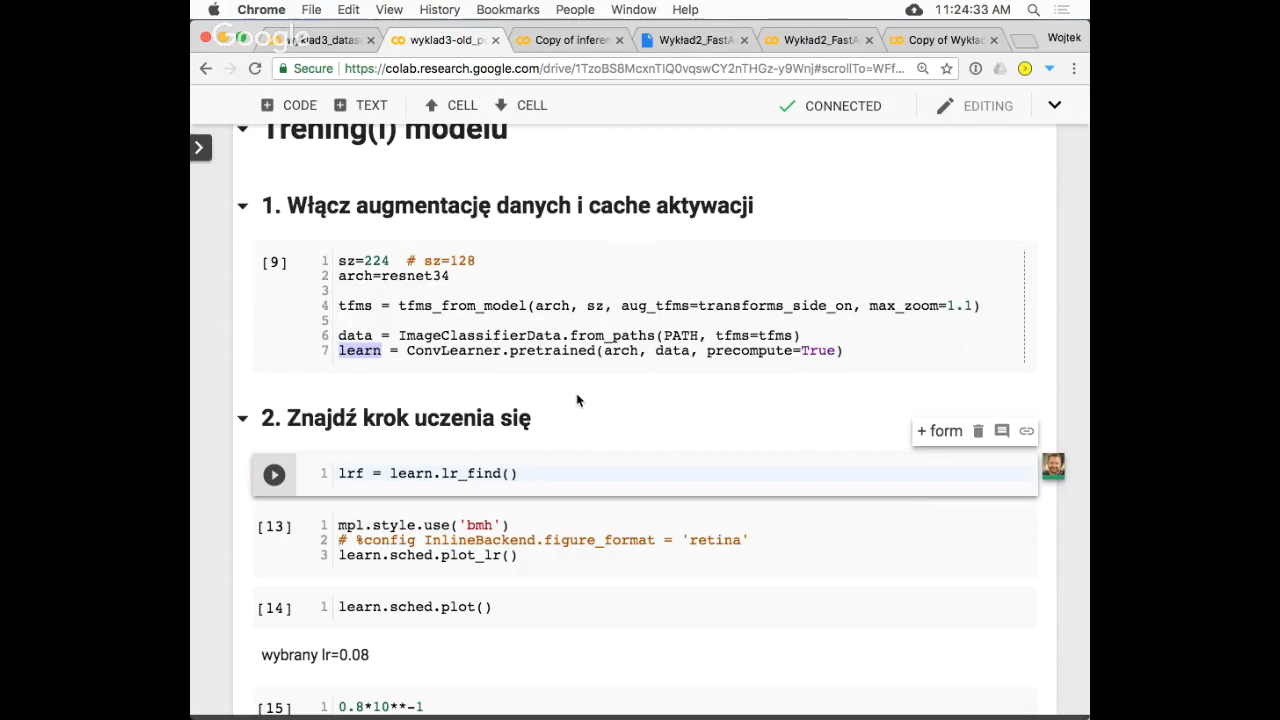 Chrome File Edit View History Bookmarks People Window Help 11:24:33 AM
Google
wyklad3-old_p Copy of inferen Wykład2_FastA Wykład2_FastA Copy of Wykład Wojtek
Secure https://colab.research.google.com/drive/1TzoBS8McxnTlQ0vqswCY2nTHGz-y9Wnj#scrollTo=WFf...
CODE TEXT CELL CELL CONNECTED EDITING
Trening(i) modelu
1. Włącz augmentację danych i cache aktywacji
[9]
1 sz=224 # sz=128
2 arch=resnet34
3
4 tfms = tfms_from_model(arch, sz, aug_tfms=transforms_side_on, max_zoom=1.1)
5
6 data = ImageClassifierData.from_paths(PATH, tfms=tfms)
7 learn = ConvLearner.pretrained(arch, data, precompute=True)
2. Znajdź krok uczenia się
+ form
1 lrf = learn.lr_find()
[13]
1 mpl.style.use('bmh')
2 # %config InlineBackend.figure_format = 'retina'
3 learn.sched.plot_lr()
[14] 1 learn.sched.plot()
wybrany lr=0.08
[15] 1 0.8*10**-1